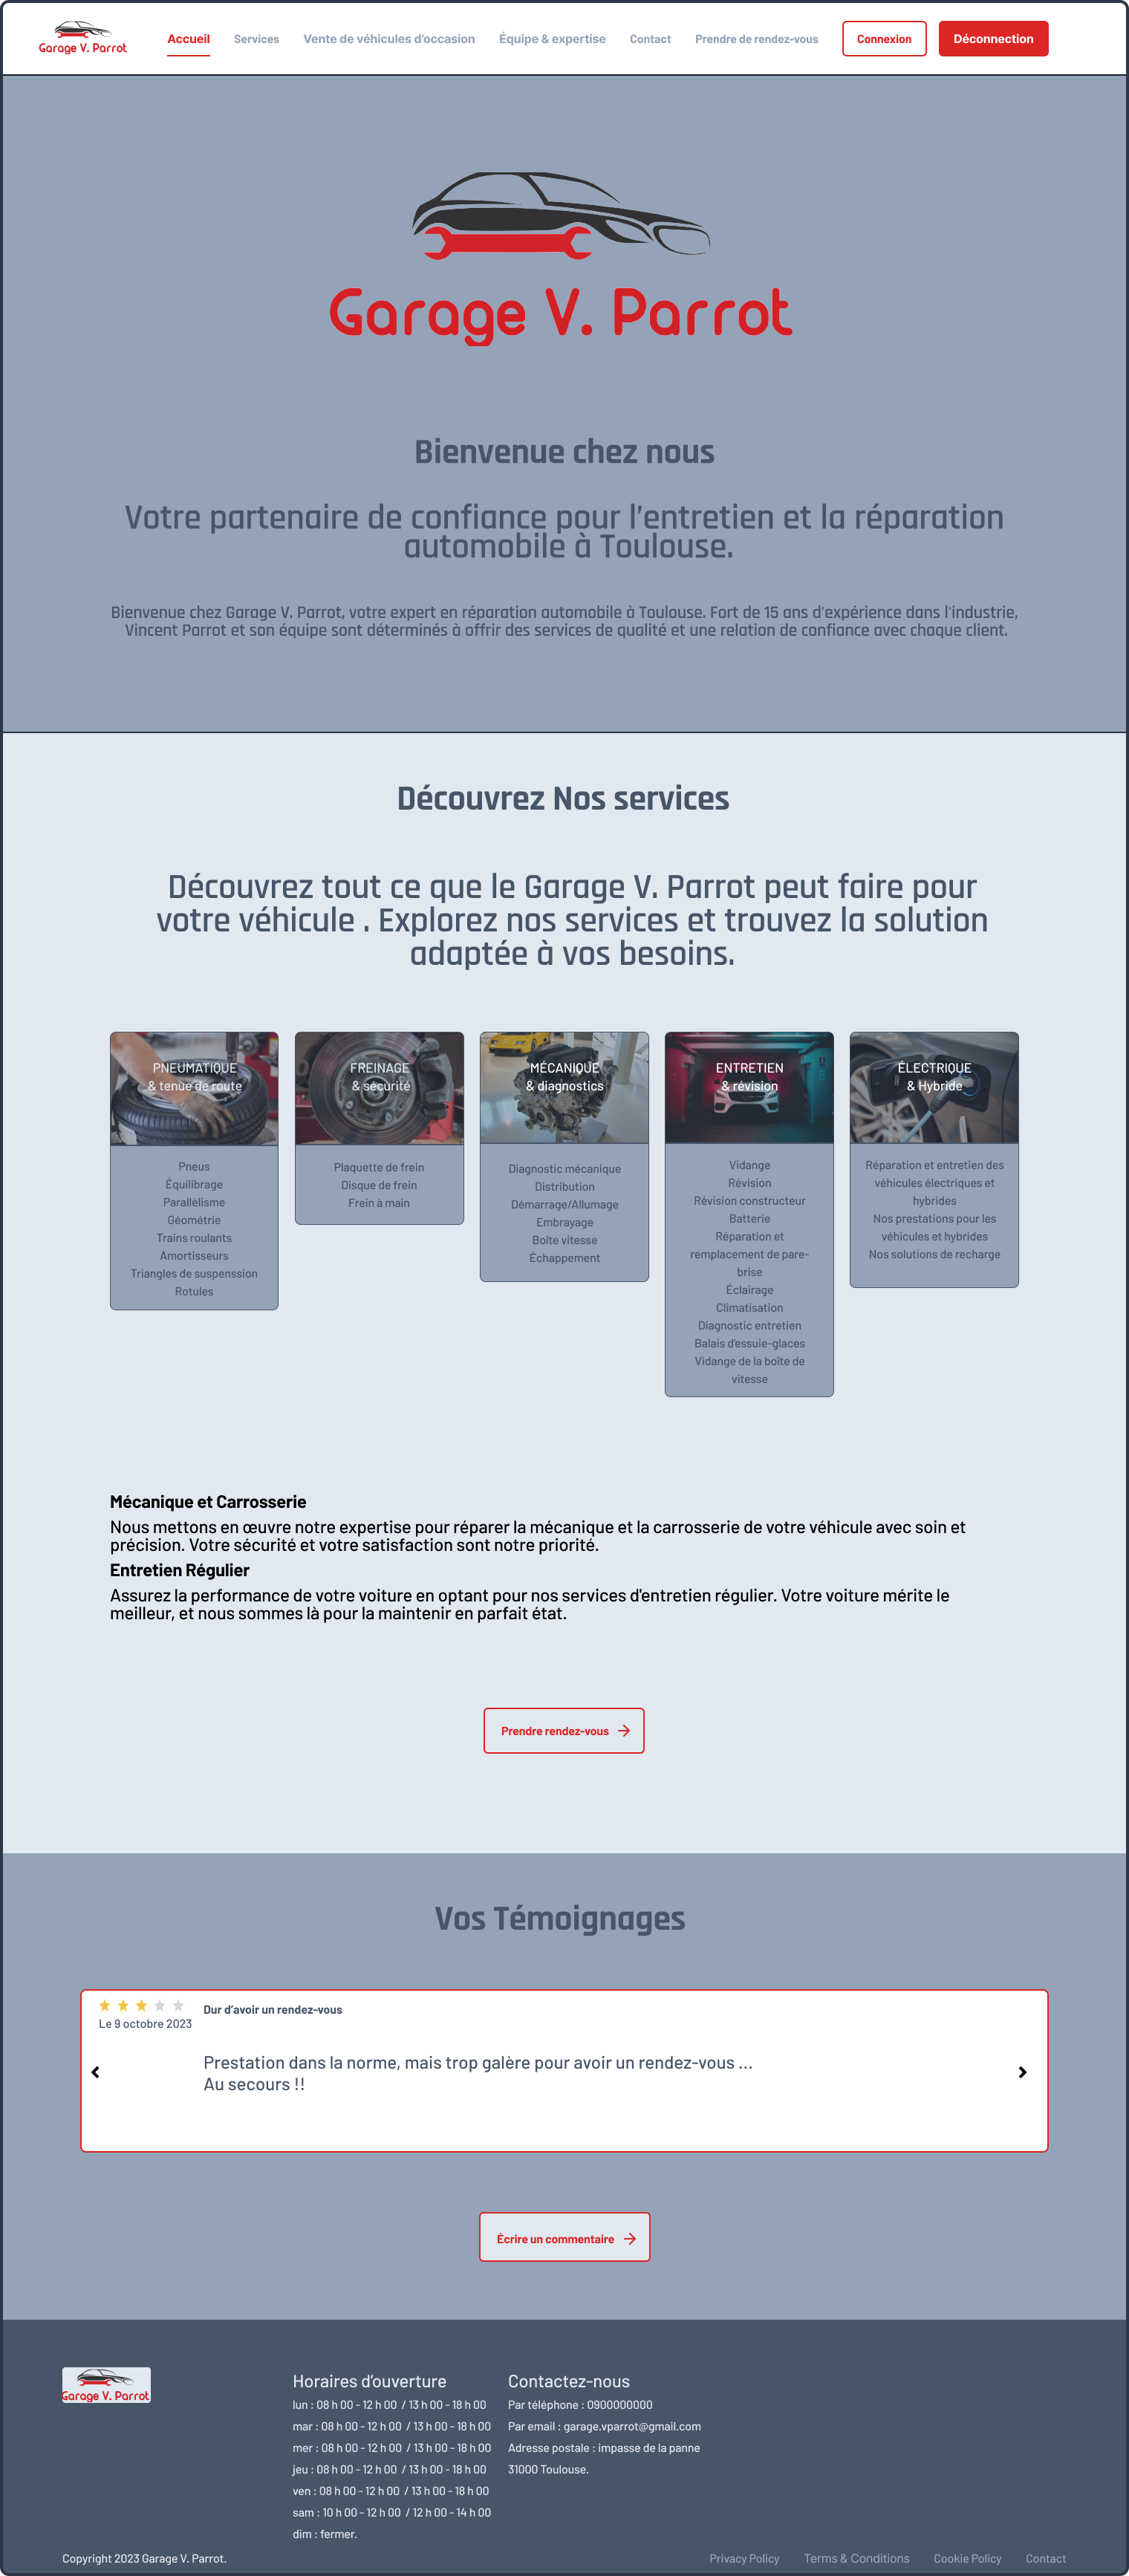 Garage V. Parrot
Accueil
Services
Vente de véhicules d'occasion
Équipe & expertise
Contact
Prendre de rendez-vous
Connexion
Déconnection
Garage V. Parrot
Bienvenue chez nous
Votre partenaire de confiance pour l'entretien et la réparation
automobile à Toulouse.
Bienvenue chez Garage V. Parrot, votre expert en réparation automobile à Toulouse. Fort de 15 ans d'expérience dans l'industrie,
Vincent Parrot et son équipe sont déterminés à offrir des services de qualité et une relation de confiance avec chaque client.
Découvrez Nos services
Découvrez tout ce que le Garage V. Parrot peut faire pour
votre véhicule . Explorez nos services et trouvez la solution
adaptée à vos besoins.
PNEUMATIQUE
& tenue de route
Pneus
Équilibrage
Parallèlisme
Géométrie
Trains roulants
Amortisseurs
Triangles de suspenssion
Rotules
FREINAGE
& sécurité
Plaquette de frein
Disque de frein
Frein à main
MÉCANIQUE
& diagnostics
Diagnostic mécanique
Distribution
Démarrage/Allumage
Embrayage
Boîte vitesse
Échappement
ENTRETIEN
& révision
Vidange
Révision
Révision constructeur
Batterie
Réparation et
remplacement de pare-
brise
Éclairage
Climatisation
Diagnostic entretien
Balais d'essuie-glaces
Vidange de la boîte de
vitesse
ÉLECTRIQUE
& Hybride
Réparation et entretien des
véhicules électriques et
hybrides
Nos prestations pour les
véhicules et hybrides
Nos solutions de recharge
Mécanique et Carrosserie
Nous mettons en œuvre notre expertise pour réparer la mécanique et la carrosserie de votre véhicule avec soin et
précision. Votre sécurité et votre satisfaction sont notre priorité.
Entretien Régulier
Assurez la performance de votre voiture en optant pour nos services d'entretien régulier. Votre voiture mérite le
meilleur, et nous sommes là pour la maintenir en parfait état.
Prendre rendez-vous
Vos Témoignages
Dur d'avoir un rendez-vous
Le 9 octobre 2023
Prestation dans la norme, mais trop galère pour avoir un rendez-vous ...
Au secours !!
Écrire un commentaire
Garage V. Parrot
Horaires d'ouverture
lun : 08 h 00 - 12 h 00 / 13 h 00 - 18 h 00
mar : 08 h 00 - 12 h 00 / 13 h 00 - 18 h 00
mer : 08 h 00 - 12 h 00 / 13 h 00 - 18 h 00
jeu : 08 h 00 - 12 h 00 / 13 h 00 - 18 h 00
ven : 08 h 00 - 12 h 00 / 13 h 00 - 18 h 00
sam : 10 h 00 - 12 h 00 / 12 h 00 - 14 h 00
dim : fermer.
Contactez-nous
Par téléphone : 0900000000
Par email : garage.vparrot@gmail.com
Adresse postale : impasse de la panne
31000 Toulouse.
Copyright 2023 Garage V. Parrot.
Privacy Policy
Terms & Conditions
Cookie Policy
Contact